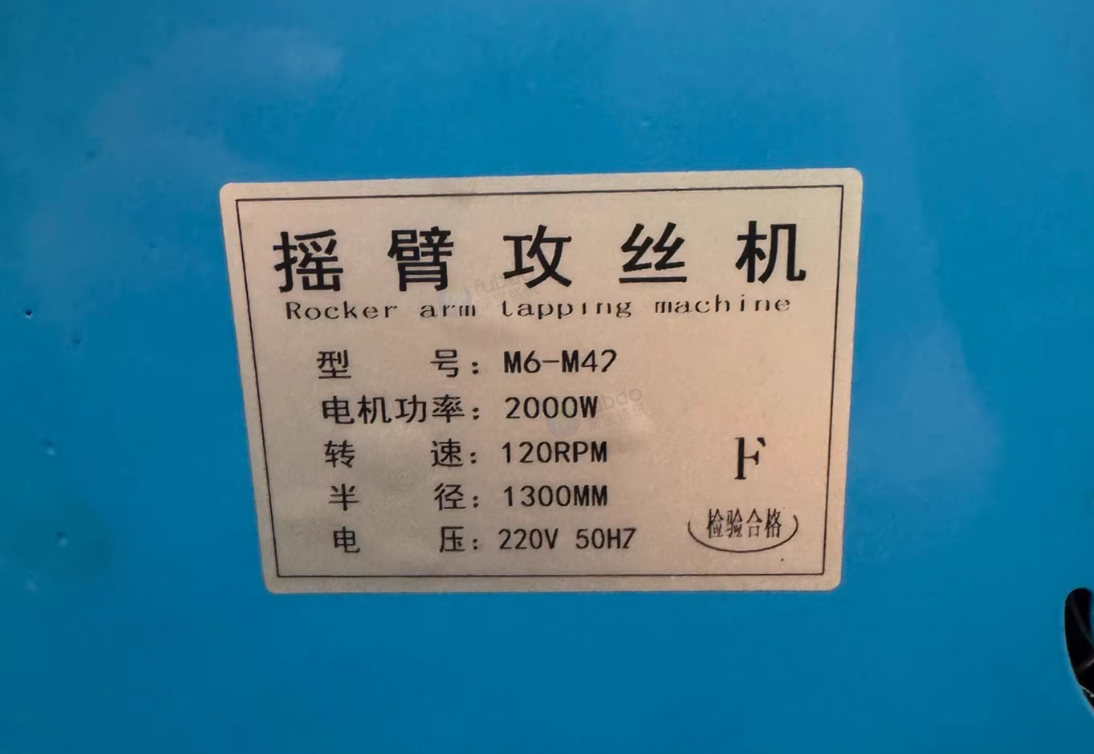 摇臂攻丝机
Rocker arm tapping machine
型 号：M6-M42
电机功率：2000W
转 速：120RPM
半 径：1300MM
电 压：220V 50HZ
F
检验合格